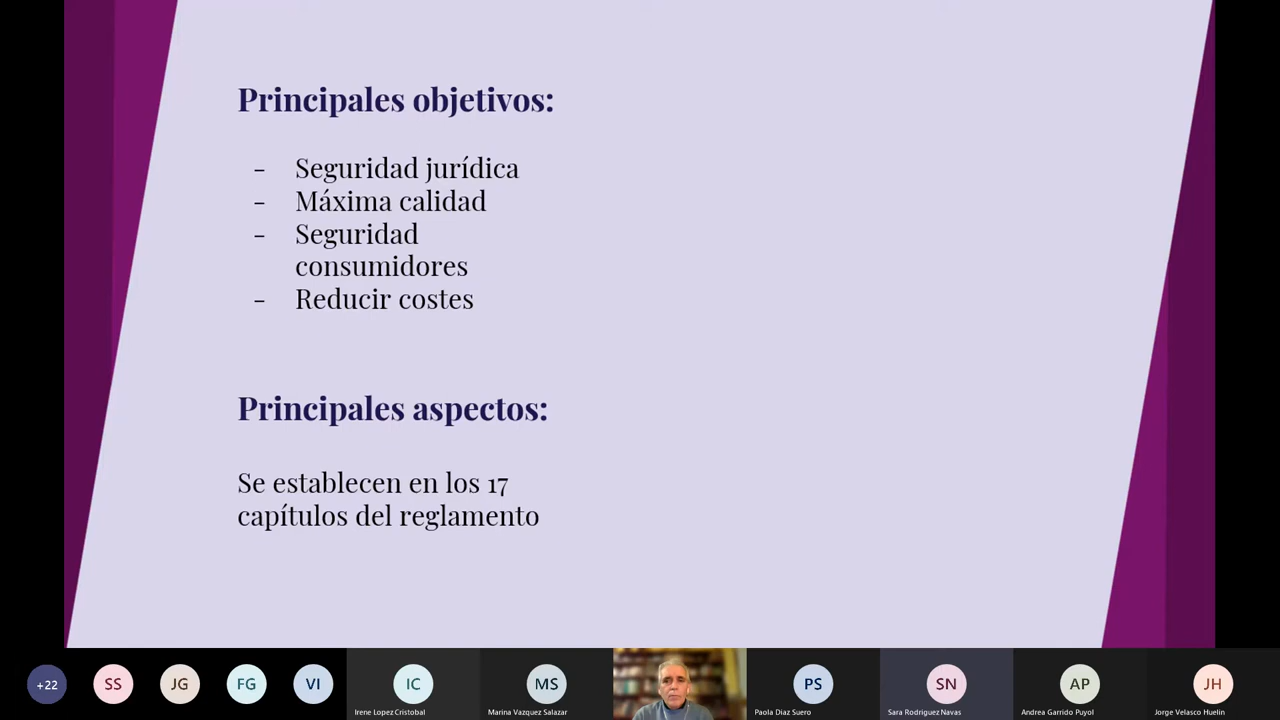 Principales objetivos:
- Seguridad jurídica
- Máxima calidad
- Seguridad
consumidores
- Reducir costes
Principales aspectos:
Se establecen en los 17
capítulos del reglamento
+22
SS
JG
FG
VI
IC
MS
PS
SN
AP
JH
Irene Lopez Cristobal
Marina Vazquez Salazar
Paola Diaz Suero
Sara Rodriguez Navas
Andrea Garrido Puyol
Jorge Velasco Huelin